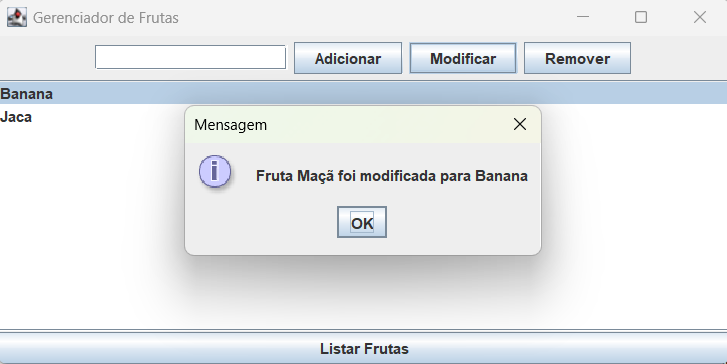 Gerenciador de Frutas
Adicionar Modificar Remover
Banana
Jaca
Mensagem
i
Fruta Maçã foi modificada para Banana
OK
Listar Frutas